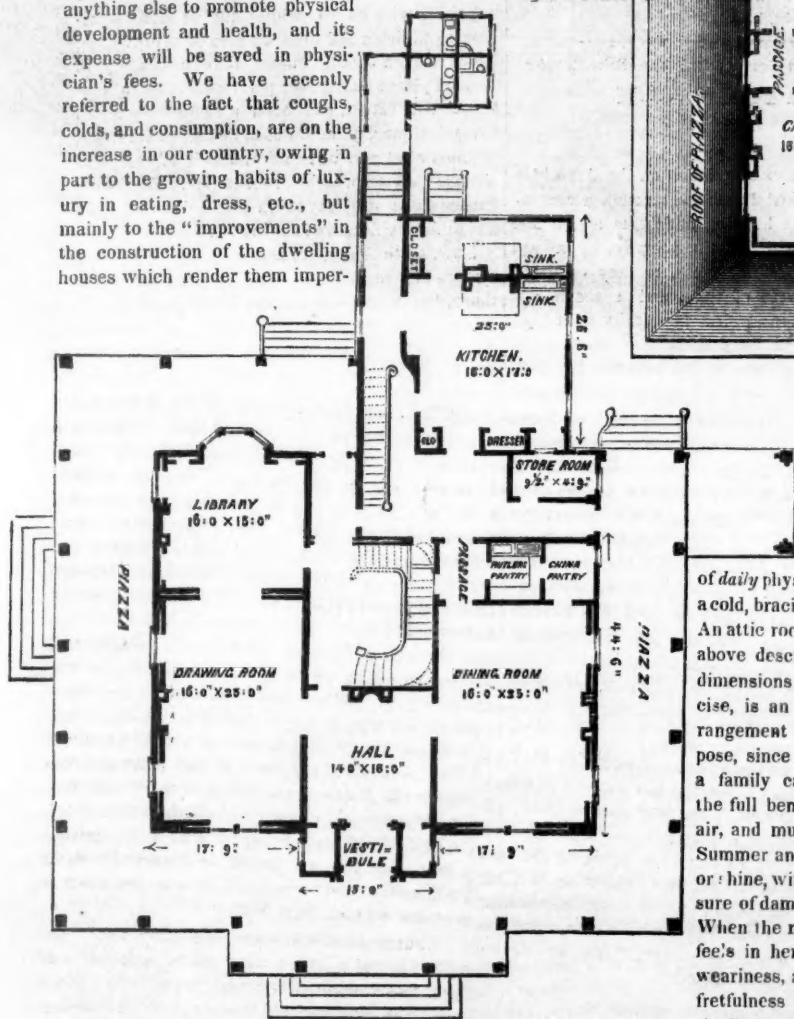 anything else to promote physical
development and health, and its
expense will be saved in physi-
cian's fees. We have recently
referred to the fact that coughs,
colds, and consumption, are on the
increase in our country, owing n
part to the growing habits of lux-
ury in eating, dress, etc., but
mainly to the "improvements" in
the construction of the dwelling
houses which render them imper-
PASSAGE.
ROOF OF PIAZZA.
CLOSET
SINK.
SINK.
25:0"
26.6"
KITCHEN.
16:0 X 17:0
CLO
DRESSER
STORE ROOM
9½" X 4:9"
LIBRARY
16:0 X 15:0"
PASSAGE
BUTLERS
PANTRY
CHINA
PANTRY
PIAZZA
44:6"
PIAZZA
DRAWING ROOM
16:0" X 25:0"
DINING ROOM
16:0" X 25:0"
HALL
14 0" X 16:0"
17: 9"
VESTI=
BULE
15:0"
17: 9"
of daily phys
a cold, bracin
An attic roo
above desc
dimensions
cise, is an
rangement
pose, since
a family ca
the full ben
air, and mu
Summer an
or shine, wi
sure of dam
When the m
feels in her
weariness, a
fretfulness